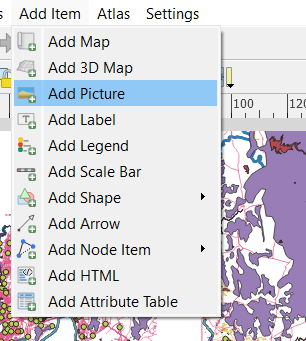 s Add Item Atlas Settings
Add Map
Add 3D Map
Add Picture
100 120
Add Label
Add Legend
Add Scale Bar
Add Shape
Add Arrow
Add Node Item
Add HTML
Add Attribute Table